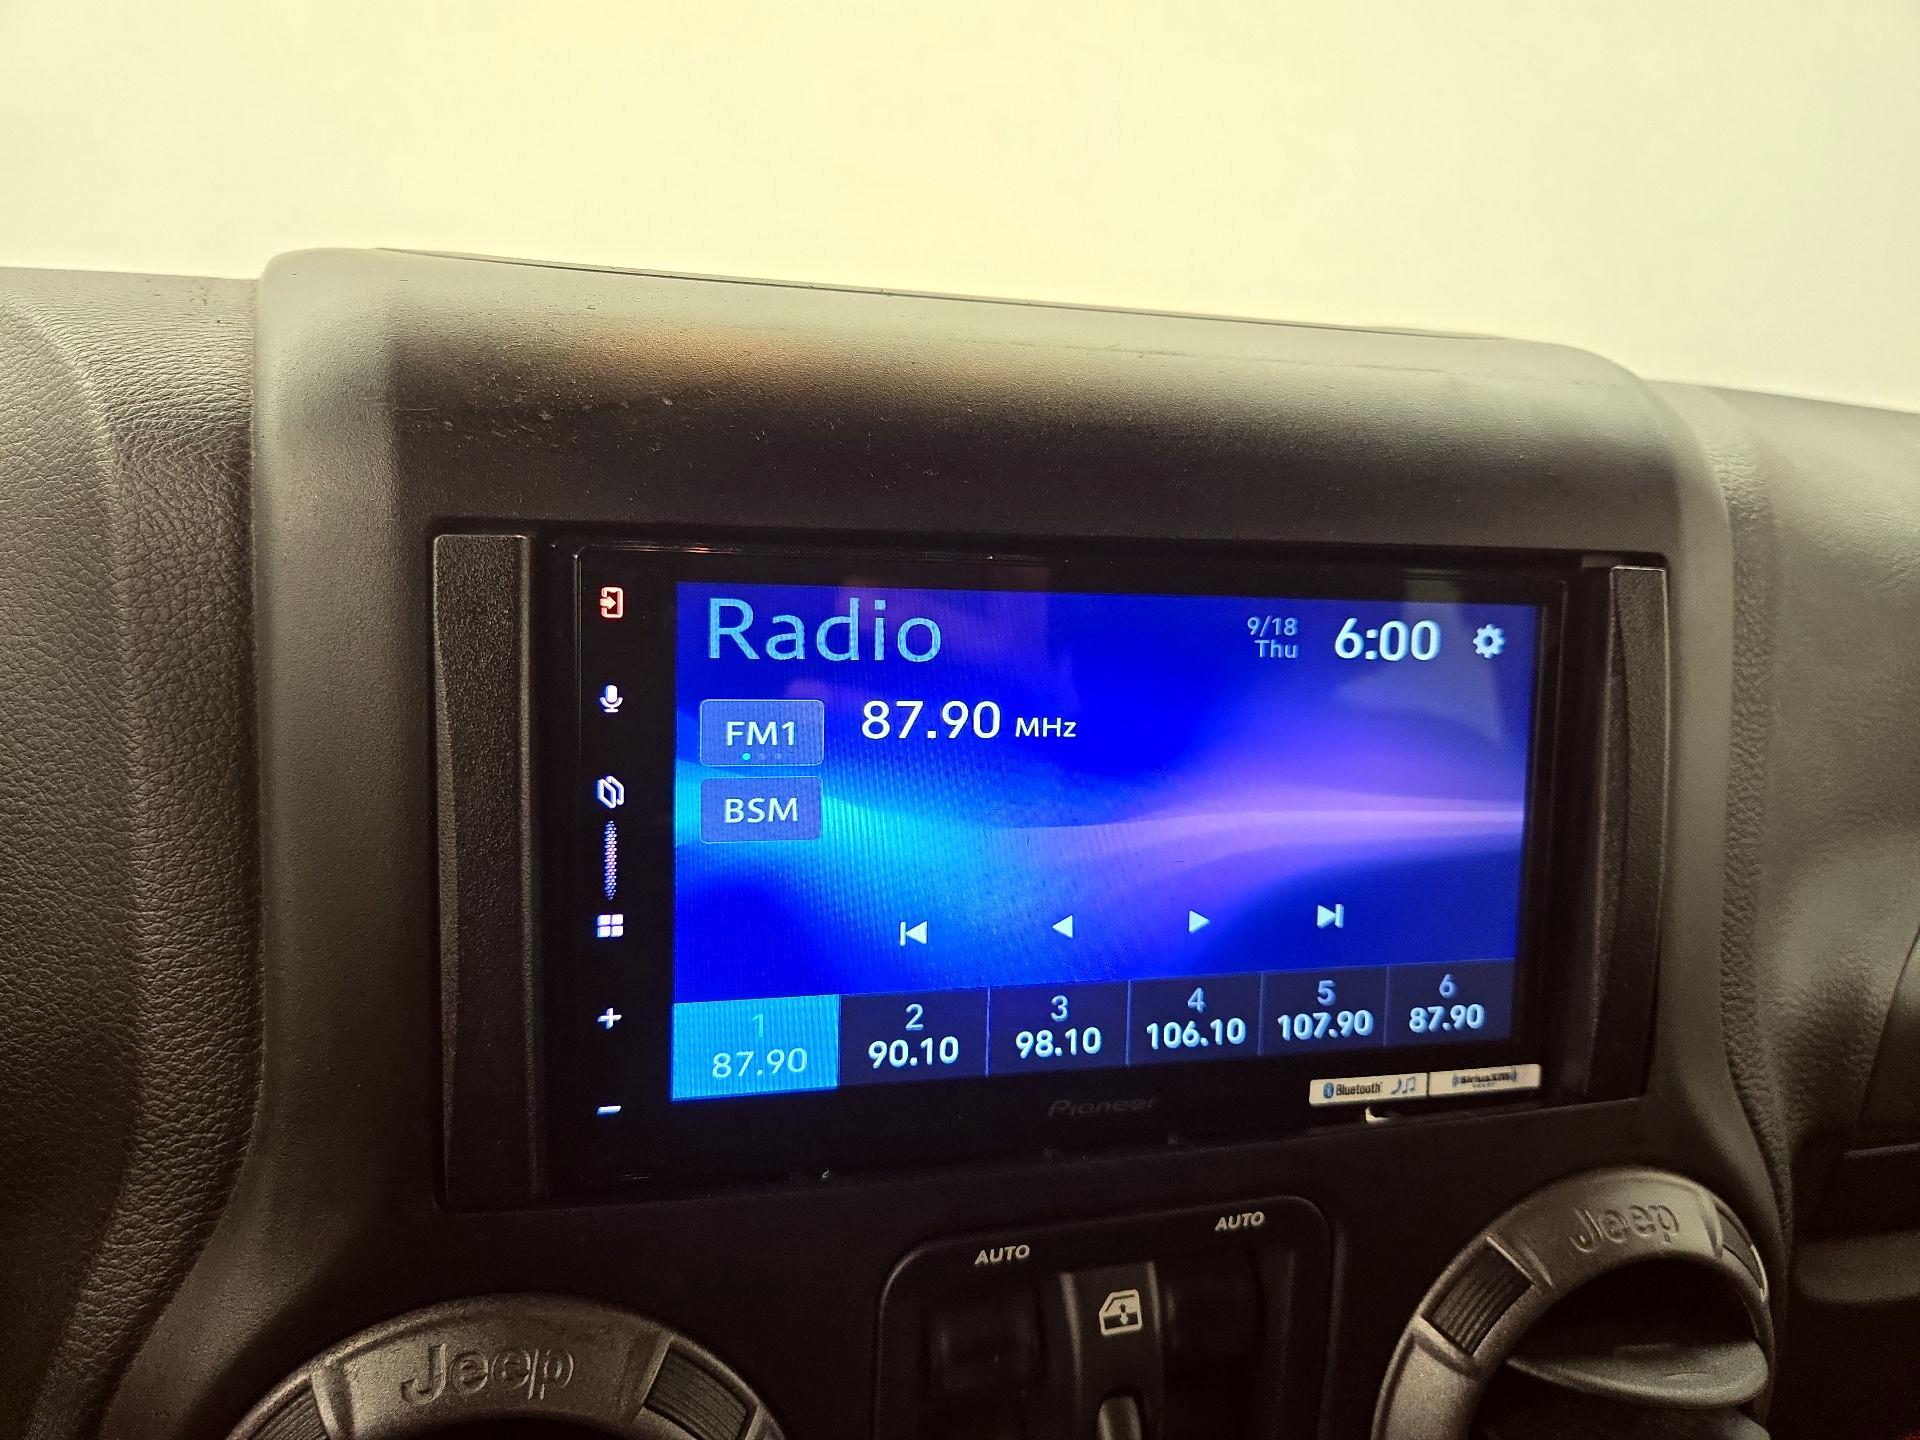 Radio
9/18
Thu
6:00
FM1
87.90 MHz
BSM
1
87.90
2
90.10
3
98.10
4
106.10
5
107.90
6
87.90
Pioneer
Bluetooth
SiriusXM
AUTO
AUTO
Jeep
Jeep